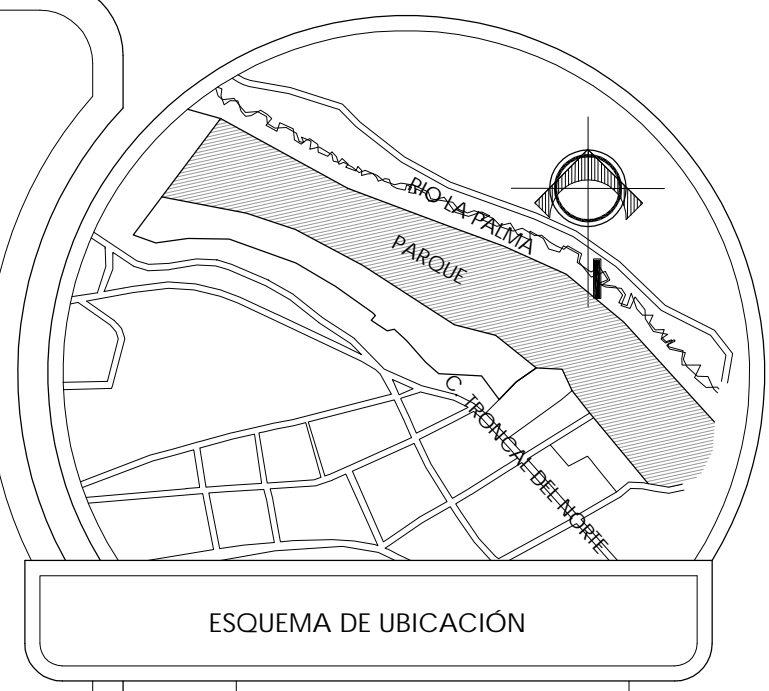 RIO LA PALMA
PARQUE
C. TRONCAL DEL NORTE
ESQUEMA DE UBICACIÓN